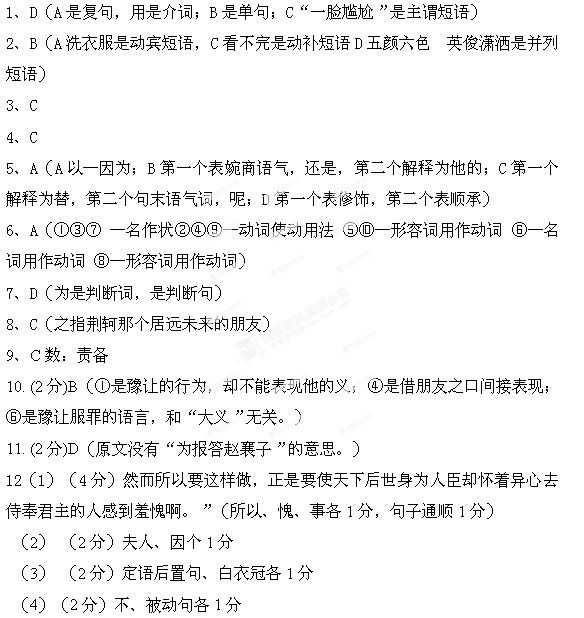 1、D（A是复句，用是介词；B是单句；C“一脸尴尬”是主谓短语）
2、B（A洗衣服是动宾短语，C看不完是动补短语D五颜六色　英俊潇洒是并列
短语）
3、C
4、C
5、A（A以—因为；B第一个表婉商语气，还是，第二个解释为他的；C第一个
解释为替，第二个句末语气词，呢；D第一个表修饰，第二个表顺承）
6、A（①③⑦ —名作状②④⑨--动词使动用法 ⑤⑩—形容词用作动词 ⑥—名
词用作动词 ⑧—形容词用作动词）
7、D（为是判断词，是判断句）
8、C（之指荆轲那个居远未来的朋友）
9、C数：责备
10.(2分)B（①是豫让的行为，却不能表现他的义；④是借朋友之口间接表现；
⑥是豫让服罪的语言，和“大义”无关。）
11.(2分)D（原文没有“为报答赵襄子”的意思。）
12（1）（4分）然而所以要这样做，正是要使天下后世身为人臣却怀着异心去
侍奉君主的人感到羞愧啊。”（所以、愧、事各1分，句子通顺1分）
（2）（2分）夫人、因个1分
（3）（2分）定语后置句、白衣冠各1分
（4）（2分）不、被动句各1分